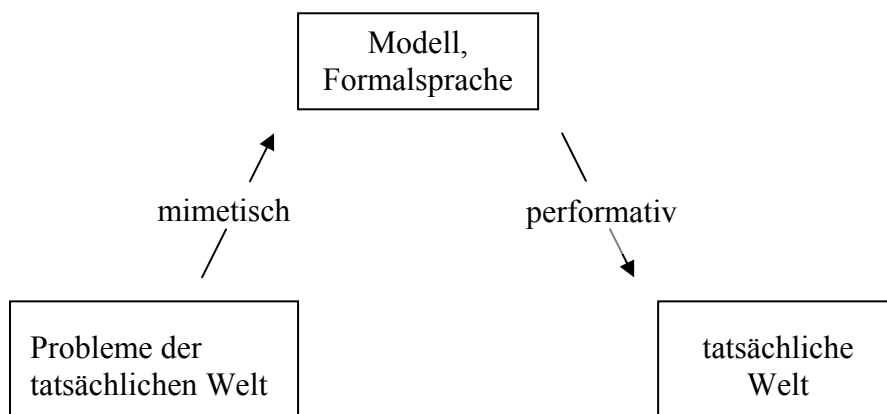 Modell,
Formalsprache
mimetisch
performativ
Probleme der
tatsächlichen Welt
tatsächliche
Welt